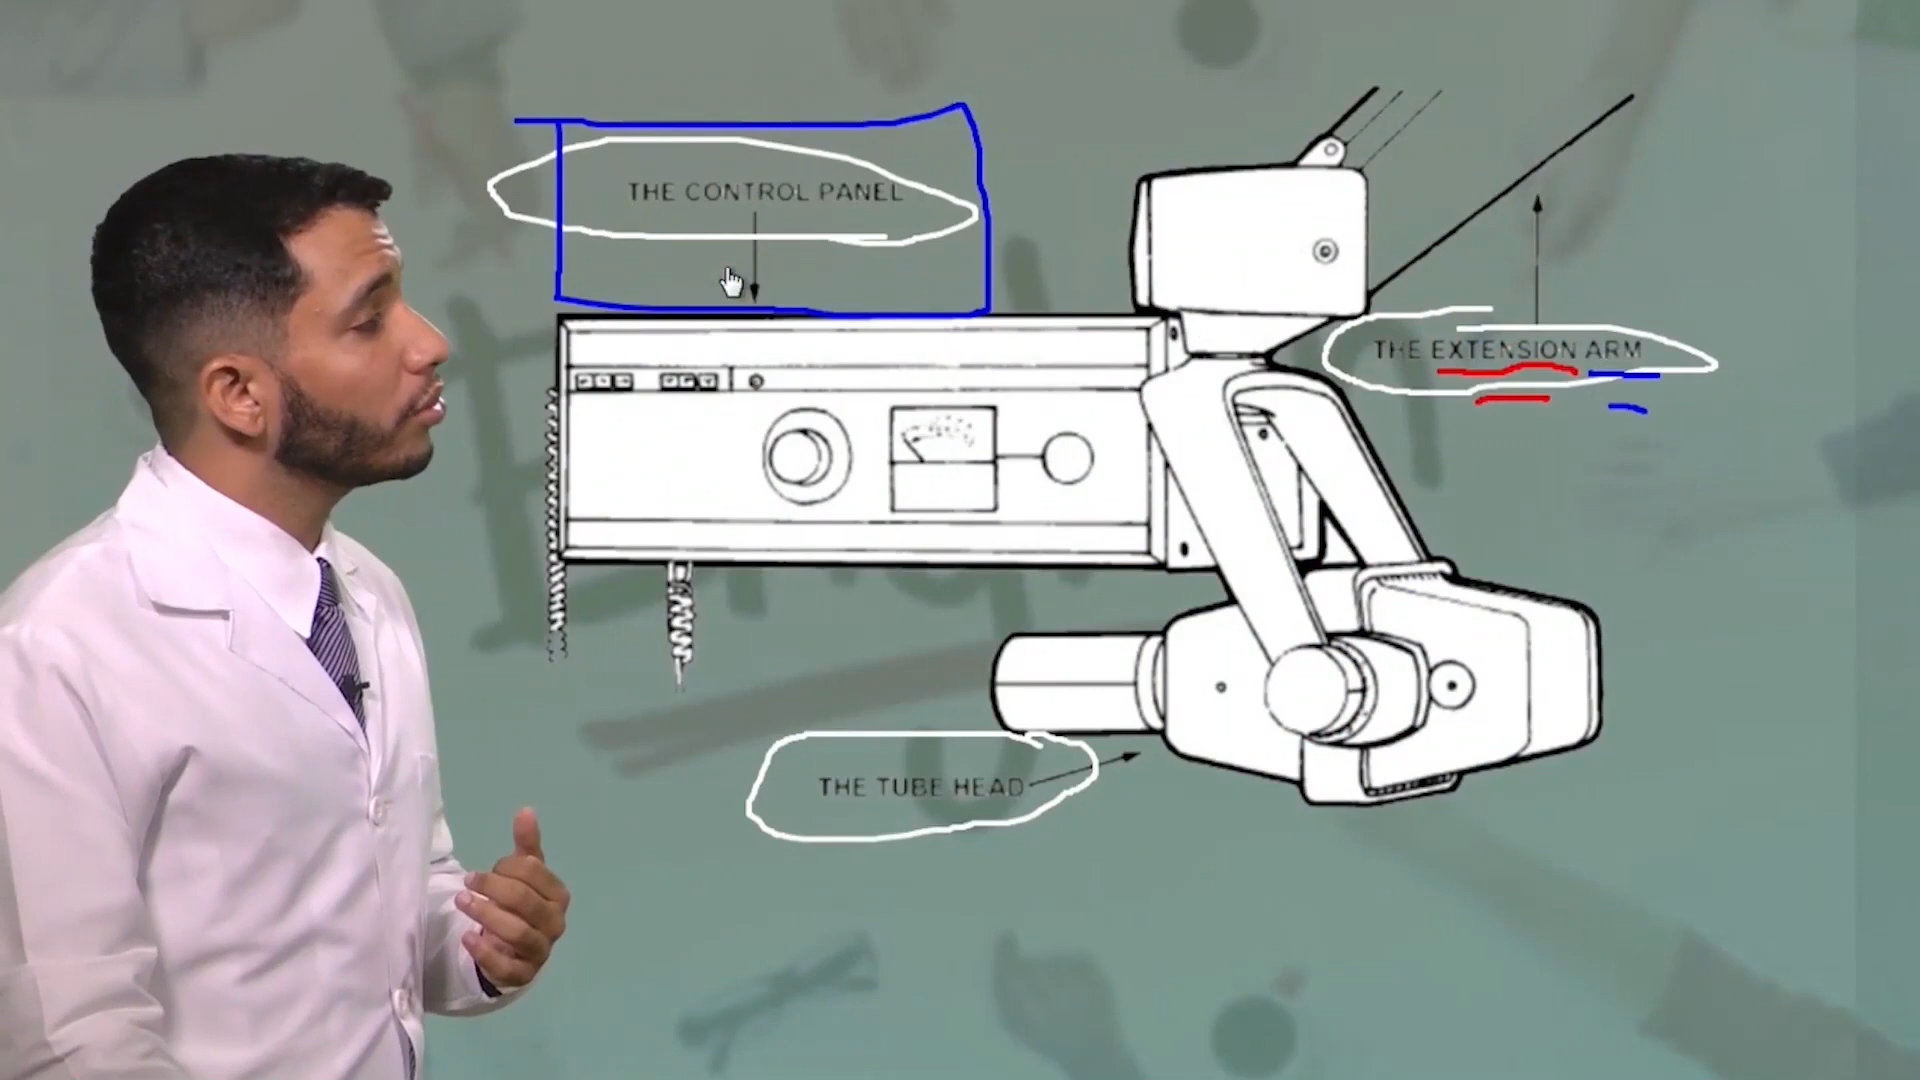 THE CONTROL PANEL
THE EXTENSION ARM
THE TUBE HEAD